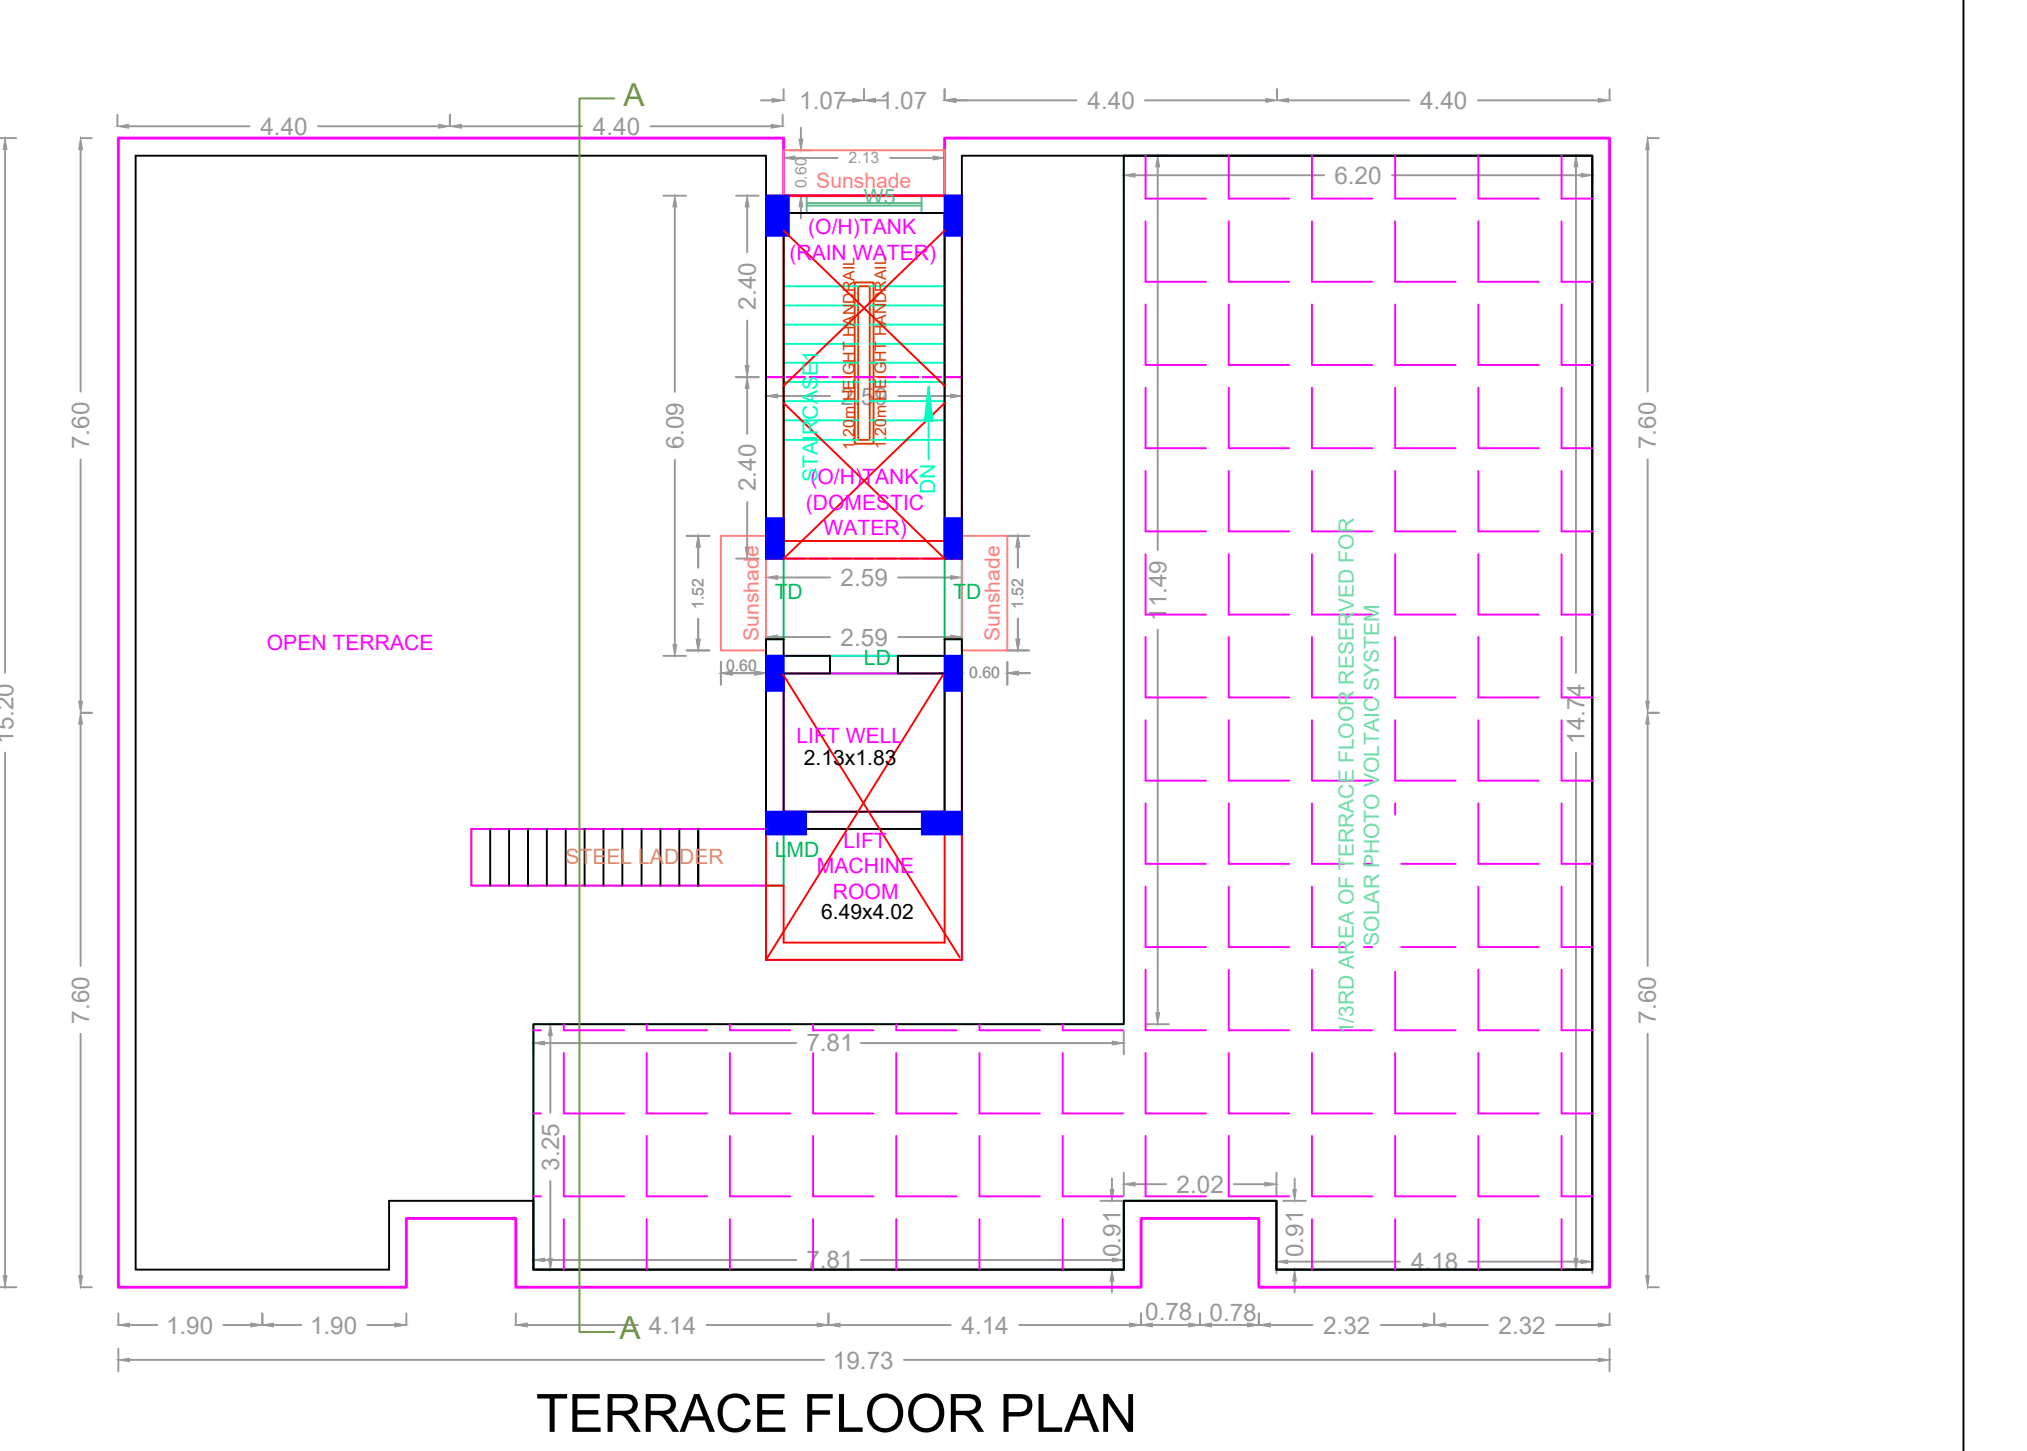 A
1.07
1.07
4.40
4.40
4.40
4.40
2.13
0.60
Sunshade
W5
6.20
(O/H)TANK
(RAIN WATER)
2.40
1.20mHEIGHT HANDRAIL
1.20mHEIGHT HANDRAIL
STAIRCASE1
2.59
7.60
6.09
7.60
2.40
DN
(O/H)TANK
(DOMESTIC
WATER)
11.49
1/3RD AREA OF TERRACE FLOOR RESERVED FOR
SOLAR PHOTO VOLTAIC SYSTEM
Sunshade
Sunshade
1.52
1.52
TD
2.59
TD
OPEN TERRACE
2.59
LD
0.60
0.60
15.20
14.74
LIFT WELL
2.13x1.83
STEEL LADDER
LMD
LIFT
MACHINE
ROOM
6.49x4.02
7.60
7.60
7.81
3.25
2.02
0.91
0.91
7.81
4.18
1.90
1.90
A
4.14
4.14
0.78
0.78
2.32
2.32
19.73
TERRACE FLOOR PLAN